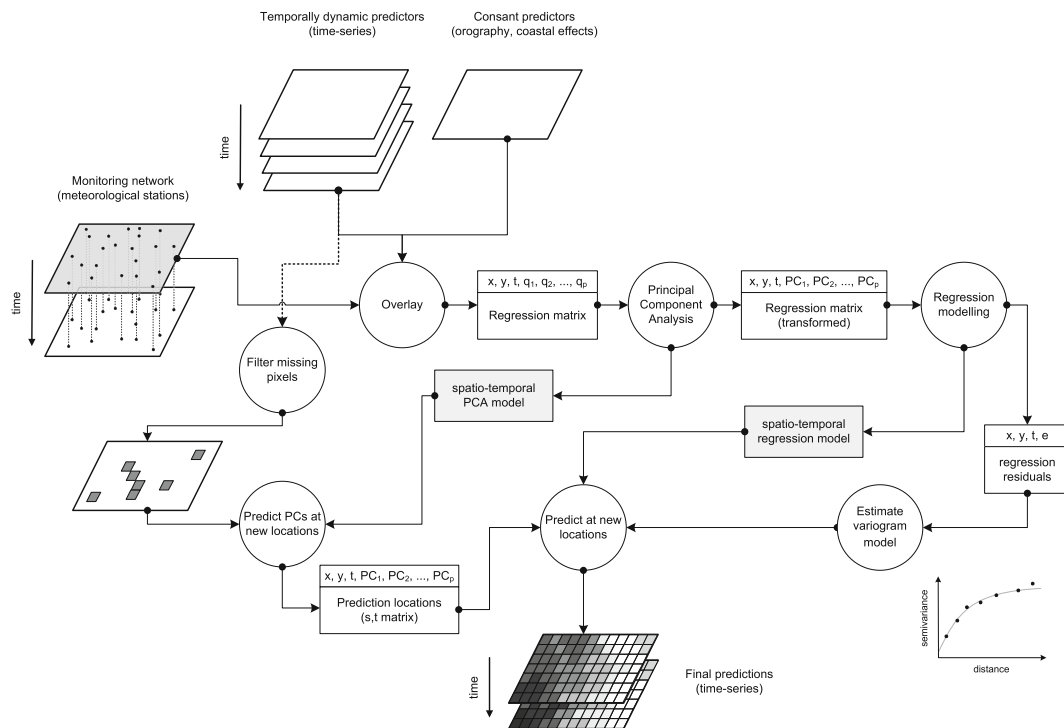 Temporally dynamic predictors
(time-series)
Consant predictors
(orography, coastal effects)
time
Monitoring network
(meteorological stations)
time
Overlay
x, y, t, q₁, q₂, ..., qₚ
Regression matrix
Principal
Component
Analysis
x, y, t, PC₁, PC₂, ..., PCₚ
Regression matrix
(transformed)
Regression
modelling
Filter missing
pixels
spatio-temporal
PCA model
spatio-temporal
regression model
x, y, t, e
regression
residuals
Predict PCs at
new locations
Predict at new
locations
Estimate
variogram
model
x, y, t, PC₁, PC₂, ..., PCₚ
Prediction locations
(s,t matrix)
semivariance
distance
time
Final predictions
(time-series)